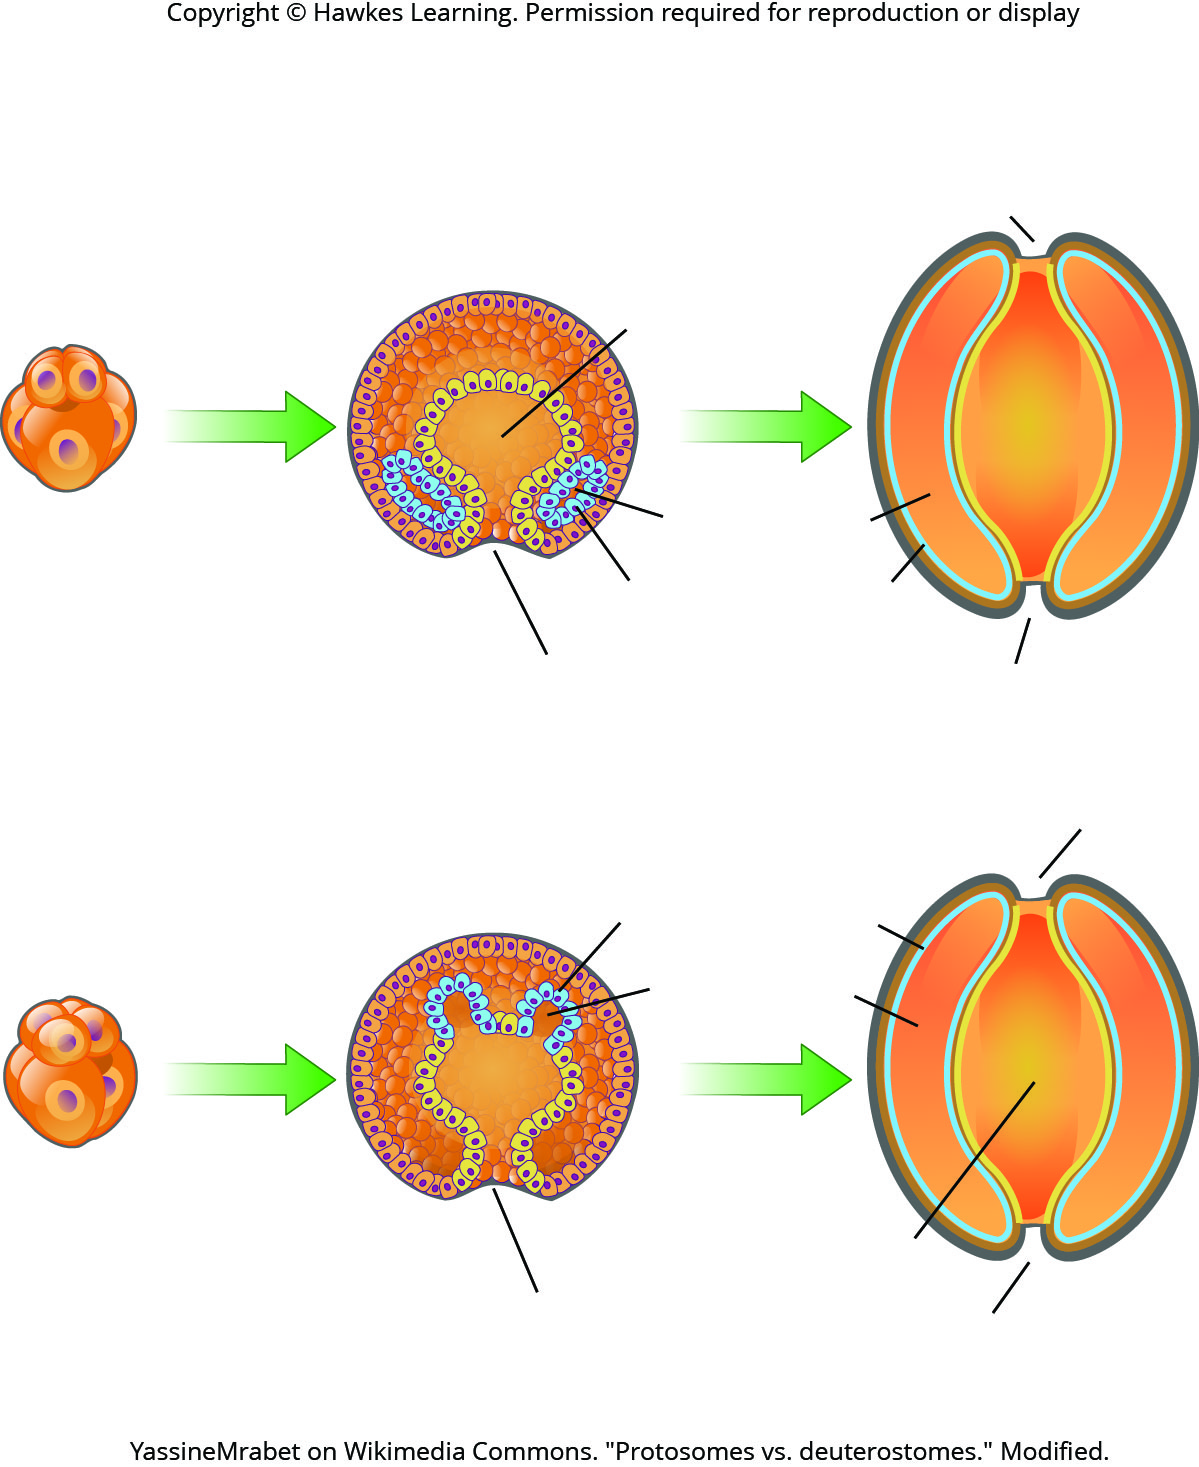 Copyright © Hawkes Learning. Permission required for reproduction or display
YassineMrabet on Wikimedia Commons. "Protosomes vs. deuterostomes." Modified.